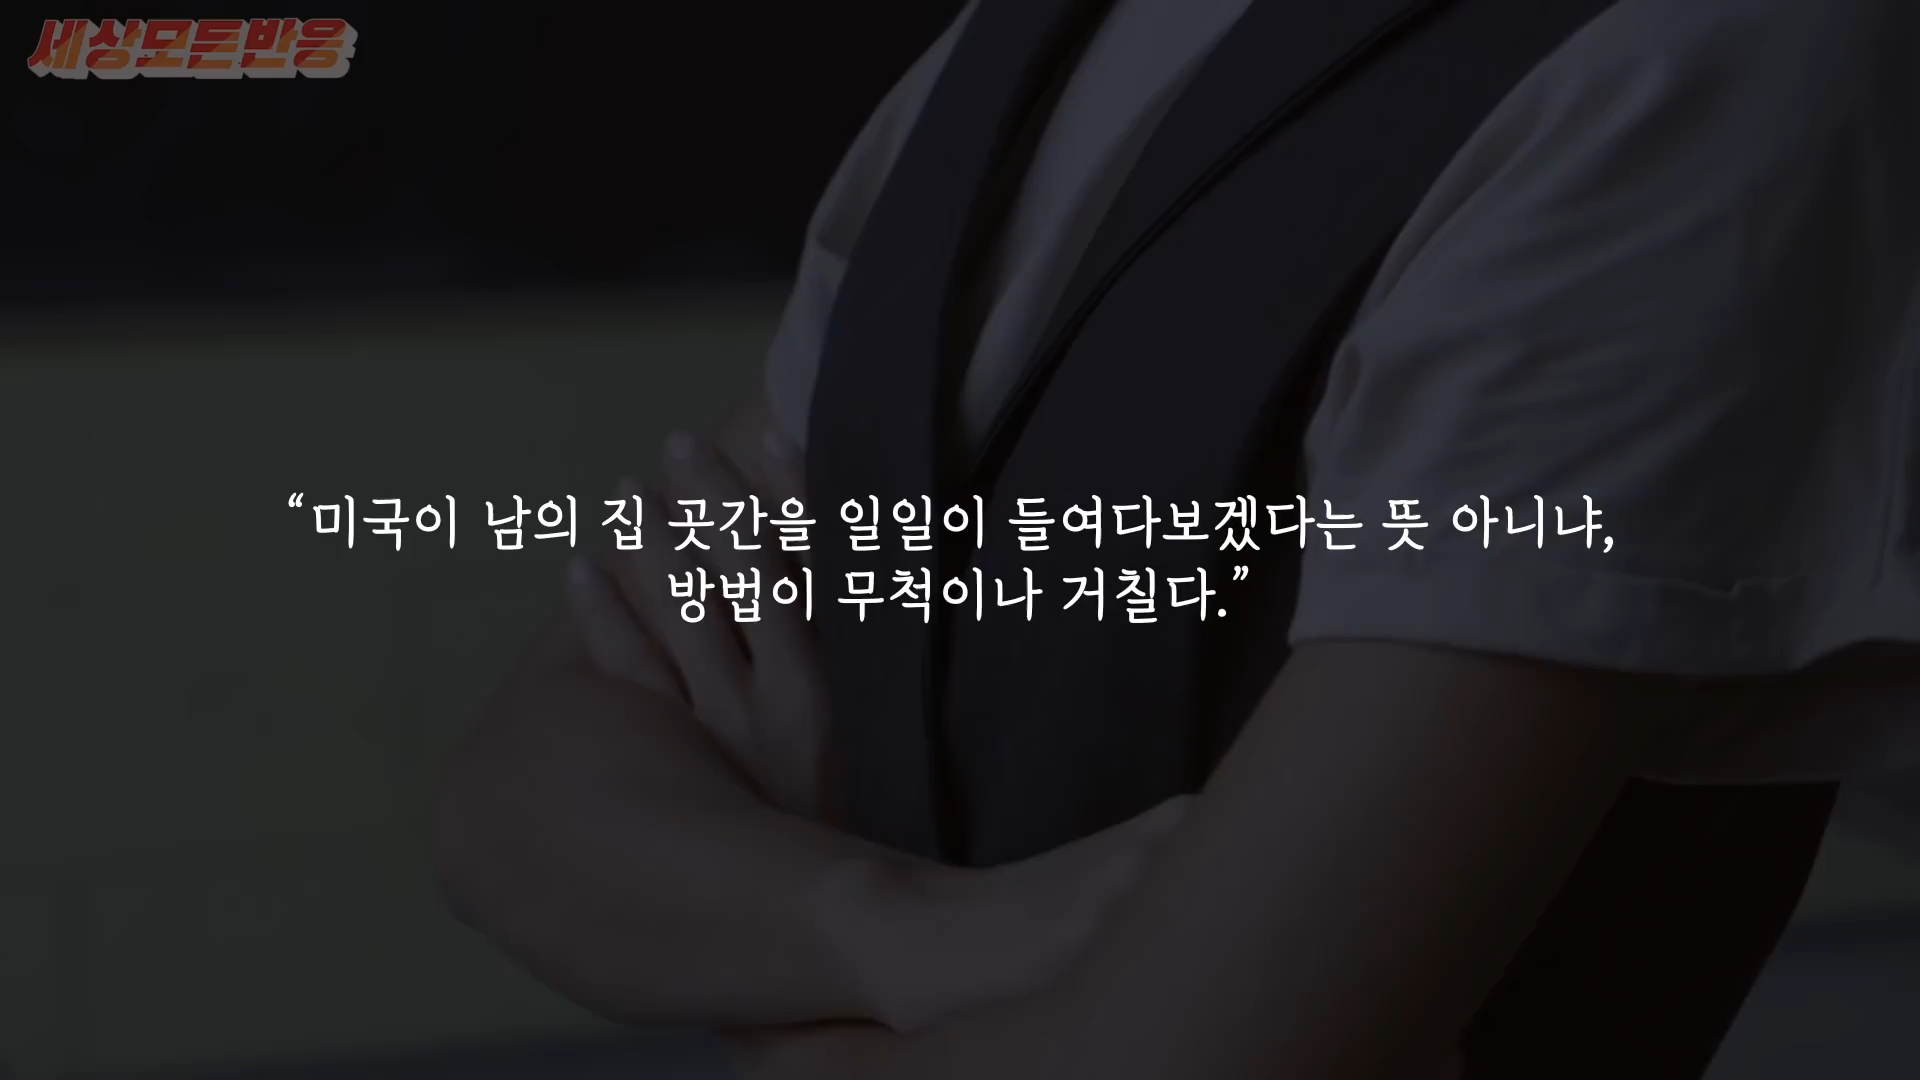 세상모든반응
“미국이 남의 집 곳간을 일일이 들여다보겠다는 뜻 아니냐,
방법이 무척이나 거칠다.”